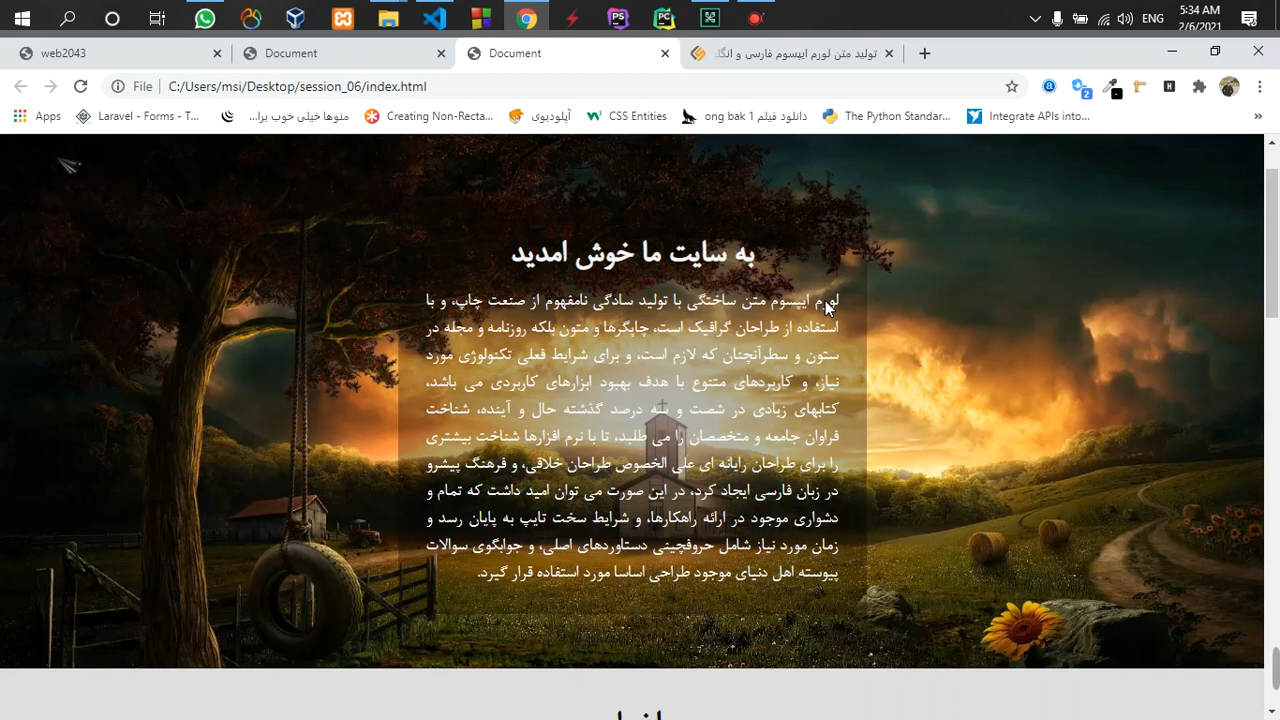 5:34 AM
ENG
2/6/2021
web2043
Document
Document
تولید متن لورم ایپسوم فارسی و انگل
File
C:/Users/msi/Desktop/session_06/index.html
2
Apps
Laravel - Forms - T...
منوها خیلی خوب برا...
Creating Non-Recta...
آپلودبوی
CSS Entities
دانلود فیلم ong bak 1
The Python Standar...
Integrate APIs into...
به سایت ما خوش امدید
لورم ایپسوم متن ساختگی با تولید سادگی نامفهوم از صنعت چاپ، و با
استفاده از طراحان گرافیک است، چاپگرها و متون بلکه روزنامه و مجله در
ستون و سطرآنچنان که لازم است، و برای شرایط فعلی تکنولوژی مورد
نیاز، و کاربردهای متنوع با هدف بهبود ابزارهای کاربردی می باشد،
کتابهای زیادی در شصت و سه درصد گذشته حال و آینده، شناخت
فراوان جامعه و متخصصان را می طلبد، تا با نرم افزارها شناخت بیشتری
را برای طراحان رایانه ای علی الخصوص طراحان خلاقی، و فرهنگ پیشرو
در زبان فارسی ایجاد کرد، در این صورت می توان امید داشت که تمام و
دشواری موجود در ارائه راهکارها، و شرایط سخت تایپ به پایان رسد و
زمان مورد نیاز شامل حروفچینی دستاوردهای اصلی، و جوابگوی سوالات
پیوسته اهل دنیای موجود طراحی اساسا مورد استفاده قرار گیرد.